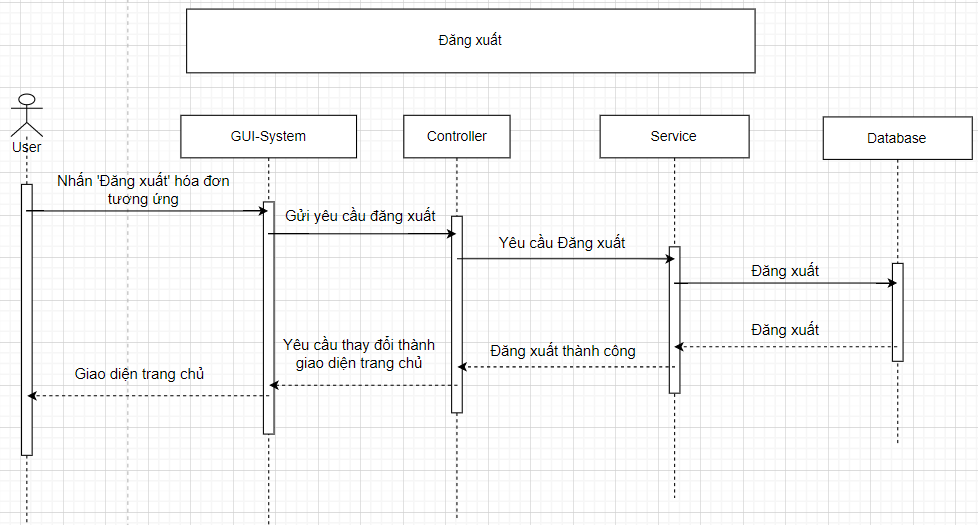 Đăng xuất
User
GUI-System
Controller
Service
Database
Nhấn 'Đăng xuất' hóa đơn
tương ứng
Gửi yêu cầu đăng xuất
Yêu cầu Đăng xuất
Đăng xuất
Đăng xuất
Đăng xuất thành công
Yêu cầu thay đổi thành
giao diện trang chủ
Giao diện trang chủ